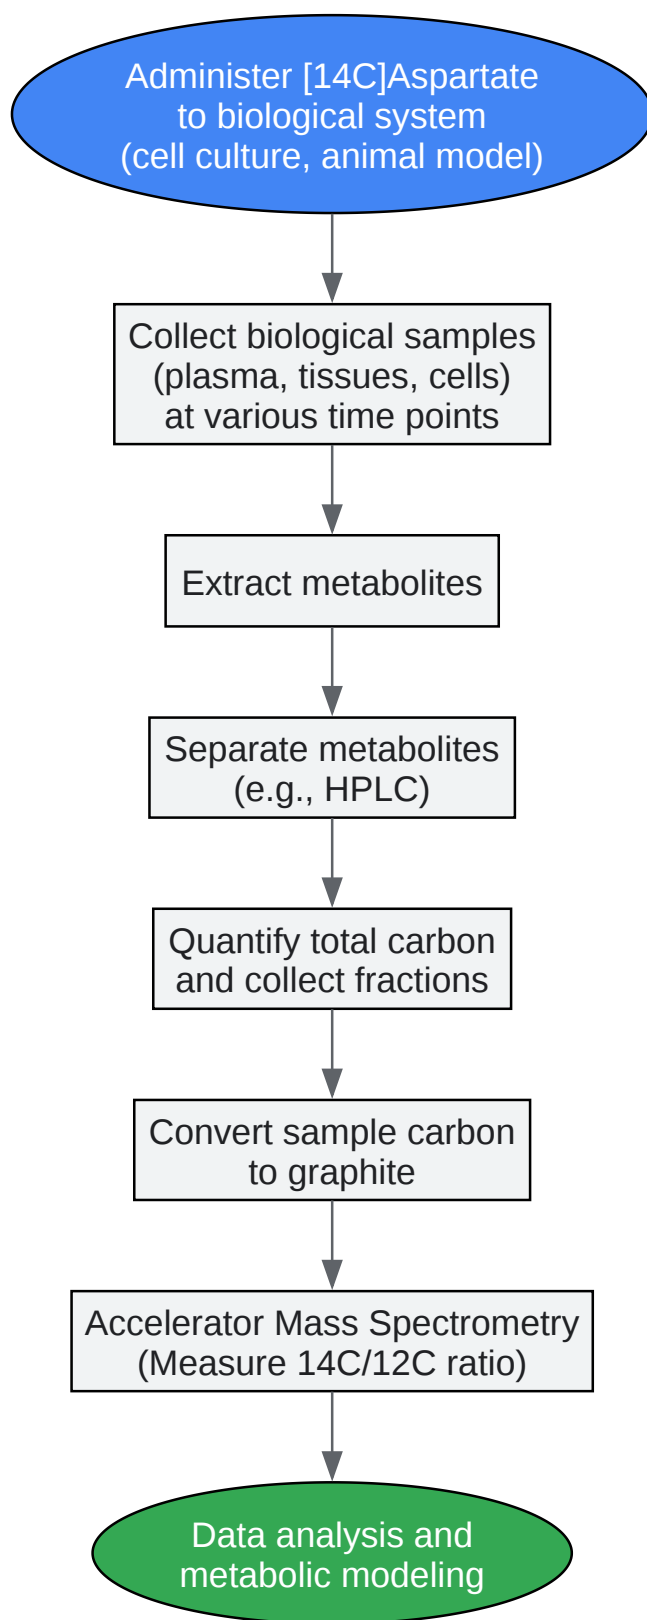 Administer [14C]Aspartate
to biological system
(cell culture, animal model)
Collect biological samples
(plasma, tissues, cells)
at various time points
Extract metabolites
Separate metabolites
(e.g., HPLC)
Quantify total carbon
and collect fractions
Convert sample carbon
to graphite
Accelerator Mass Spectrometry
(Measure 14C/12C ratio)
Data analysis and
metabolic modeling